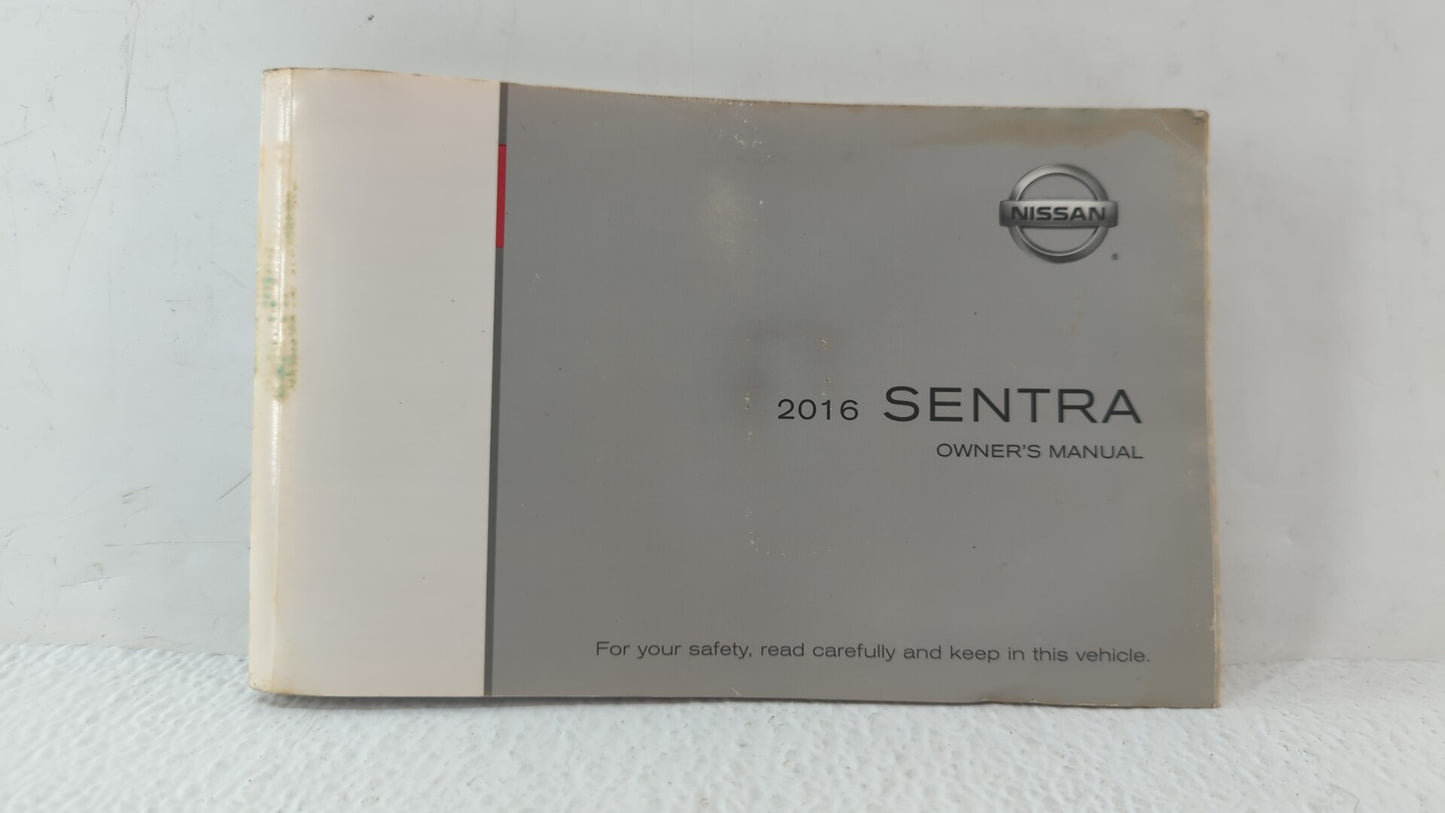 NISSAN
2016 SENTRA
OWNER'S MANUAL
For your safety, read carefully and keep in this vehicle.